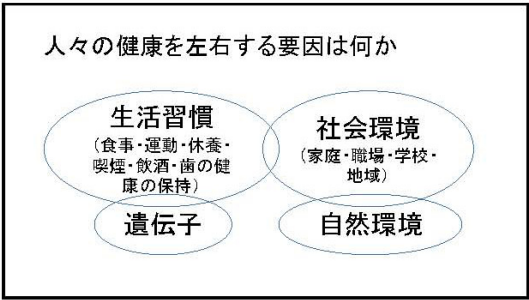 人々の健康を左右する要因は何か
生活習慣
（食事・運動・休養・
喫煙・飲酒・歯の健
康の保持）
社会環境
（家庭・職場・学校・
地域）
遺伝子
自然環境